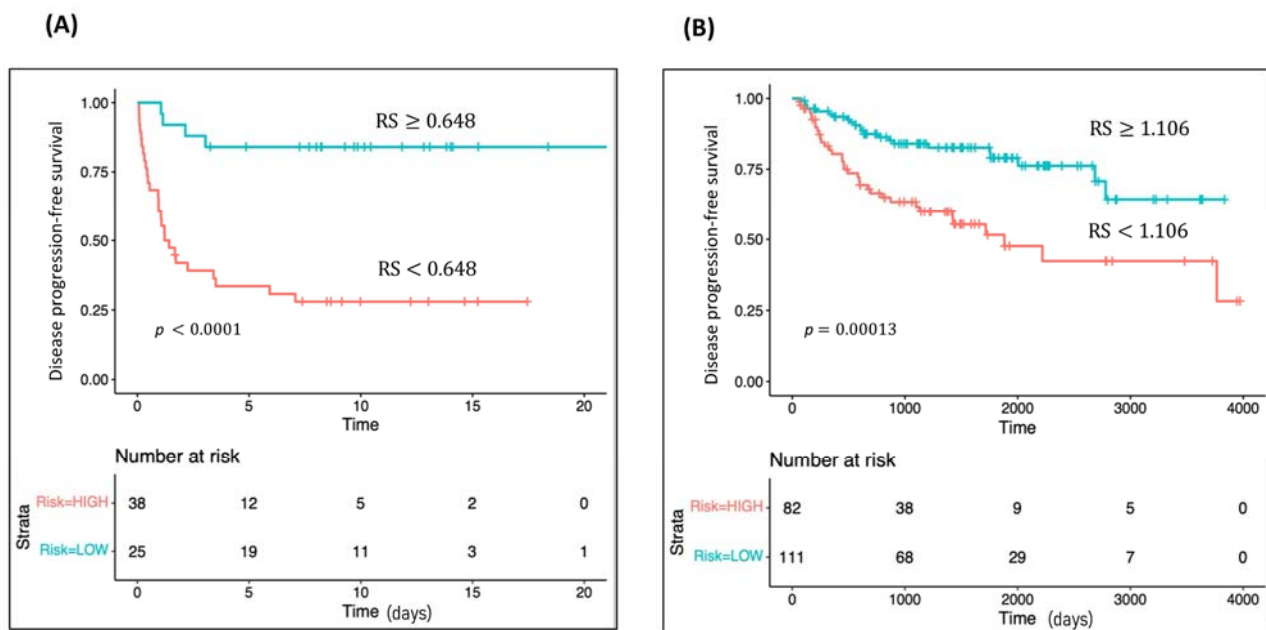 (A)
Disease progression-free survival
1.00
0.75
0.50
0.25
0.00
RS ≥ 0.648
RS < 0.648
p < 0.0001
0 5 10 15 20
Time
Number at risk
Strata
Risk=HIGH 38 12 5 2 0
Risk=LOW 25 19 11 3 1
0 5 10 15 20
Time (days)
(B)
Disease progression-free survival
1.00
0.75
0.50
0.25
0.00
RS ≥ 1.106
RS < 1.106
p = 0.00013
0 1000 2000 3000 4000
Time
Number at risk
Strata
Risk=HIGH 82 38 9 5 0
Risk=LOW 111 68 29 7 0
0 1000 2000 3000 4000
Time (days)